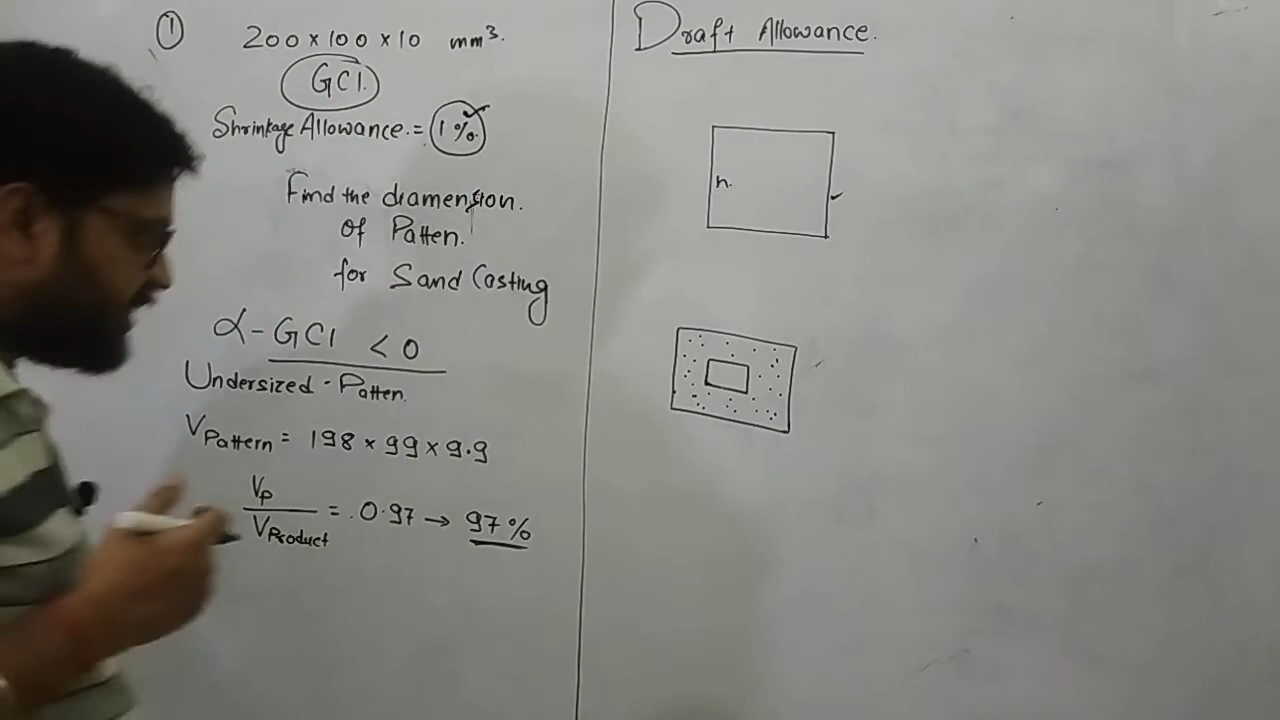 1
200 x 100 x 10 mm³.
GCI.
Shrinkage Allowance. = 1%.
Find the diamension.
of Patten.
for Sand Casting
α - GCI < 0
Undersized - Patten.
VPattern = 198 x 99 x 9.9
VP / VProduct = .0.97 → 97%
Draft Allowance.
h.